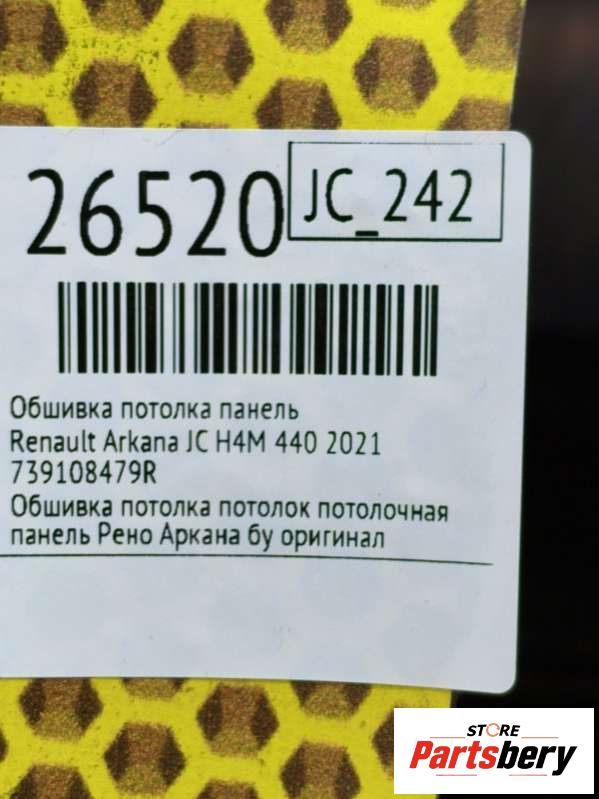 26520
JC_242
Обшивка потолка панель
Renault Arkana JC H4M 440 2021
739108479R
Обшивка потолка потолок потолочная
панель Рено Аркана бу оригинал
STORE
Partsbery